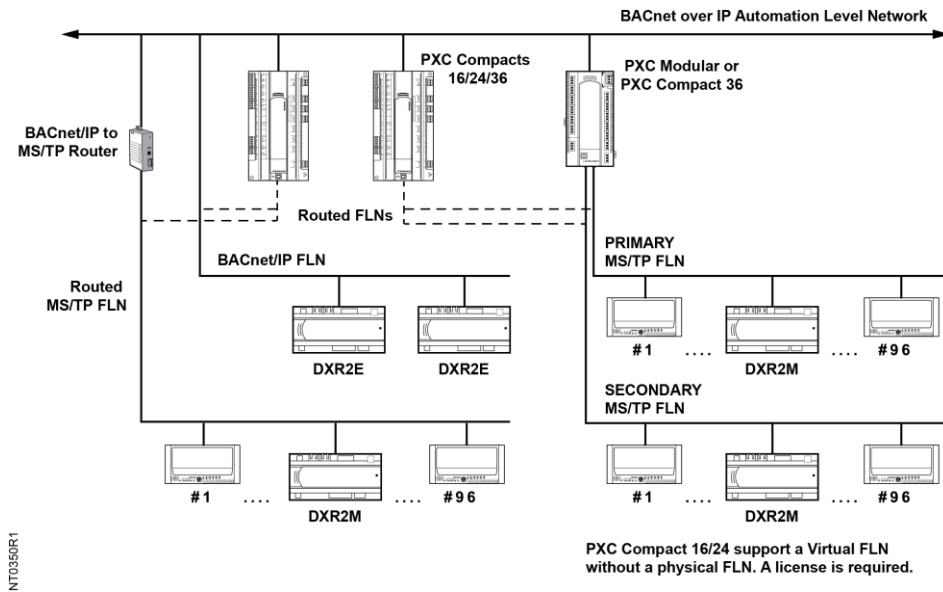 BACnet over IP Automation Level Network
PXC Compacts
16/24/36
PXC Modular or
PXC Compact 36
BACnet/IP to
MS/TP Router
Routed FLNs
PRIMARY
MS/TP FLN
BACnet/IP FLN
Routed
MS/TP FLN
#1 .... DXR2M .... #96
DXR2E DXR2E
SECONDARY
MS/TP FLN
#1 .... DXR2M .... #96
#1 .... DXR2M .... #96
PXC Compact 16/24 support a Virtual FLN
without a physical FLN. A license is required.
NT0350R1